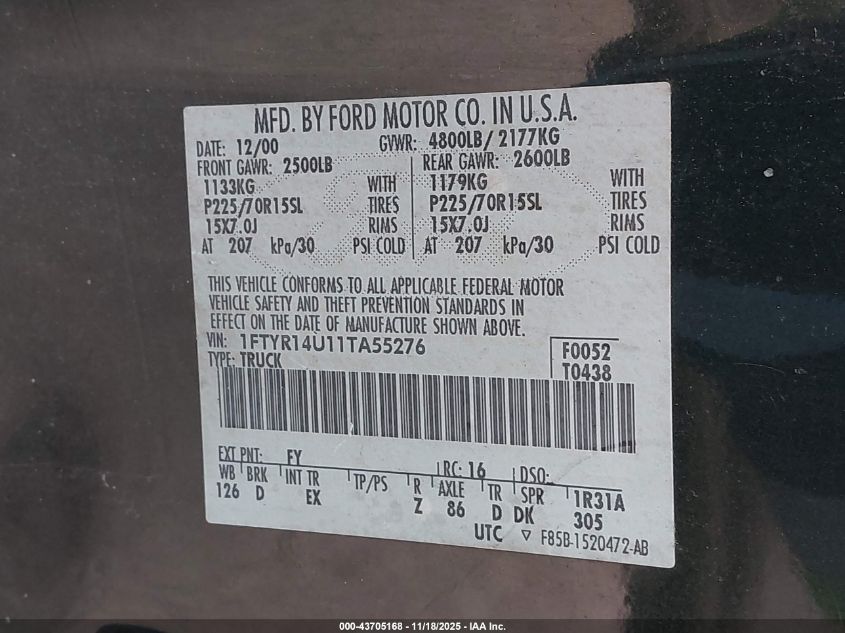 MFD. BY FORD MOTOR CO. IN U.S.A.
DATE: 12/00 GVWR: 4800LB/ 2177KG
FRONT GAWR: 2500LB REAR GAWR: 2600LB
1133KG WITH 1179KG WITH
P225/70R15SL TIRES P225/70R15SL TIRES
15X7.0J RIMS 15X7.0J RIMS
AT 207 kPa/30 PSI COLD AT 207 kPa/30 PSI COLD
THIS VEHICLE CONFORMS TO ALL APPLICABLE FEDERAL MOTOR
VEHICLE SAFETY AND THEFT PREVENTION STANDARDS IN
EFFECT ON THE DATE OF MANUFACTURE SHOWN ABOVE.
VIN: 1FTYR14U11TA55276 F0052
TYPE: TRUCK T0438
EXT PNT: FY RC: 16 DSO:
WB BRK INT TR TP/PS R AXLE TR SPR 1R31A
126 D EX Z 86 D DK 305
UTC ▽ F85B-1520472-AB
000-43705168 - 11/18/2025 - IAA Inc.